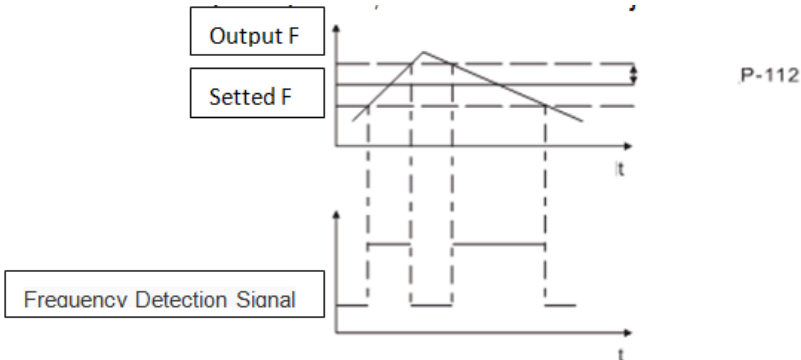 Output F
P-112
Setted F
t
Frequency Detection Signal
t